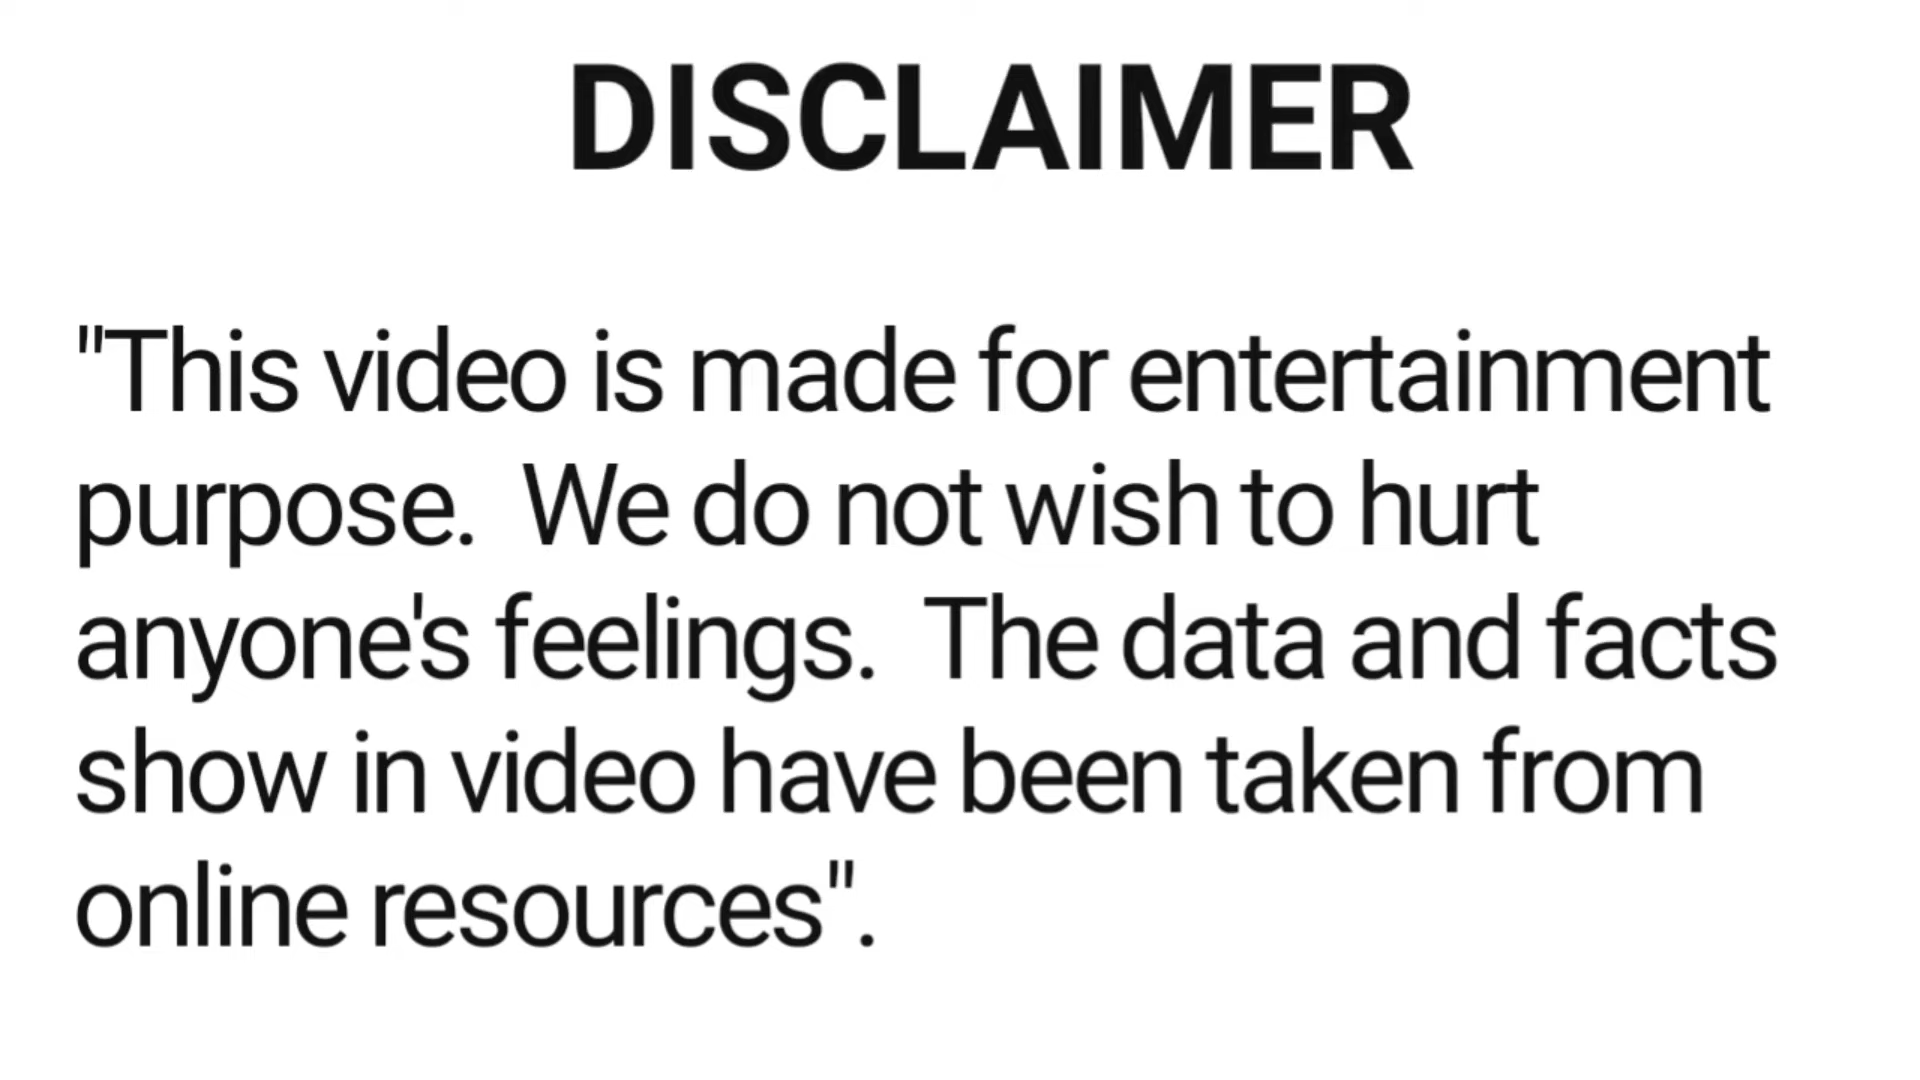 DISCLAIMER
"This video is made for entertainment
purpose.  We do not wish to hurt
anyone's feelings.  The data and facts
show in video have been taken from
online resources".